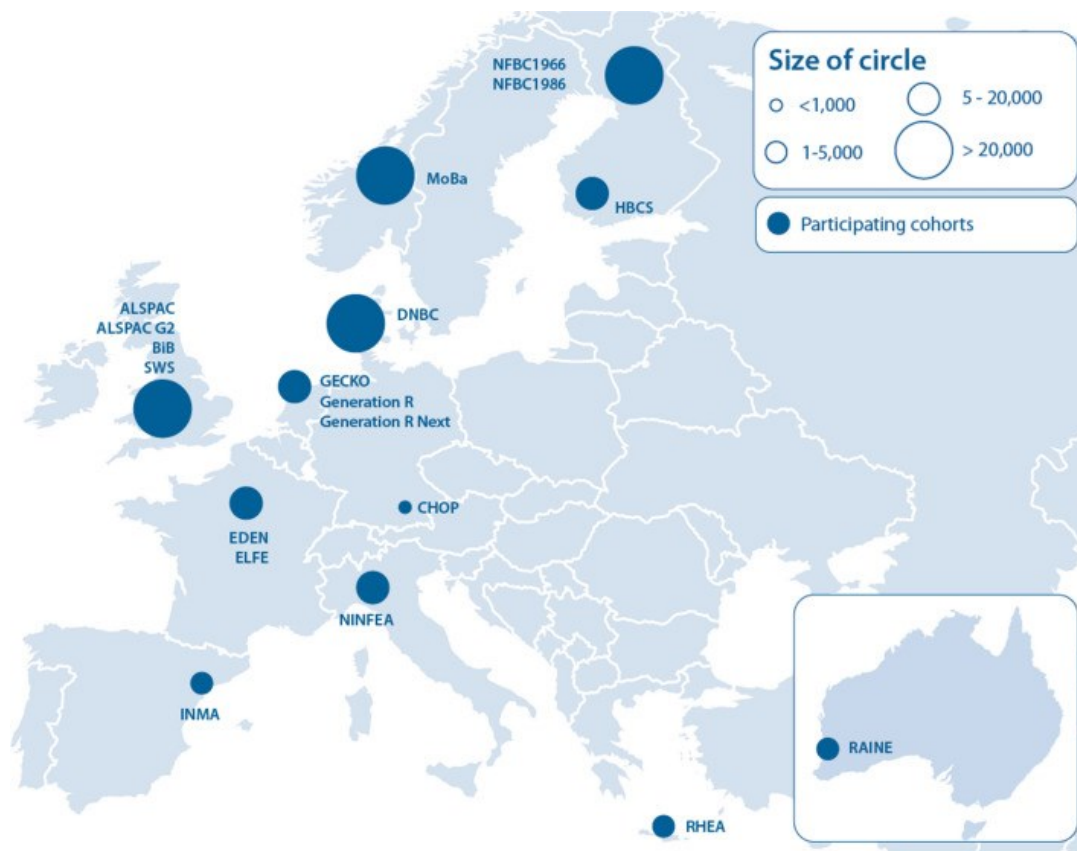 NFBC1966
NFBC1986
Size of circle
<1,000
5 - 20,000
1-5,000
> 20,000
MoBa
HBCS
Participating cohorts
ALSPAC
ALSPAC G2
BiB
SWS
DNBC
GECKO
Generation R
Generation R Next
CHOP
EDEN
ELFE
NINFEA
INMA
RAINE
RHEA